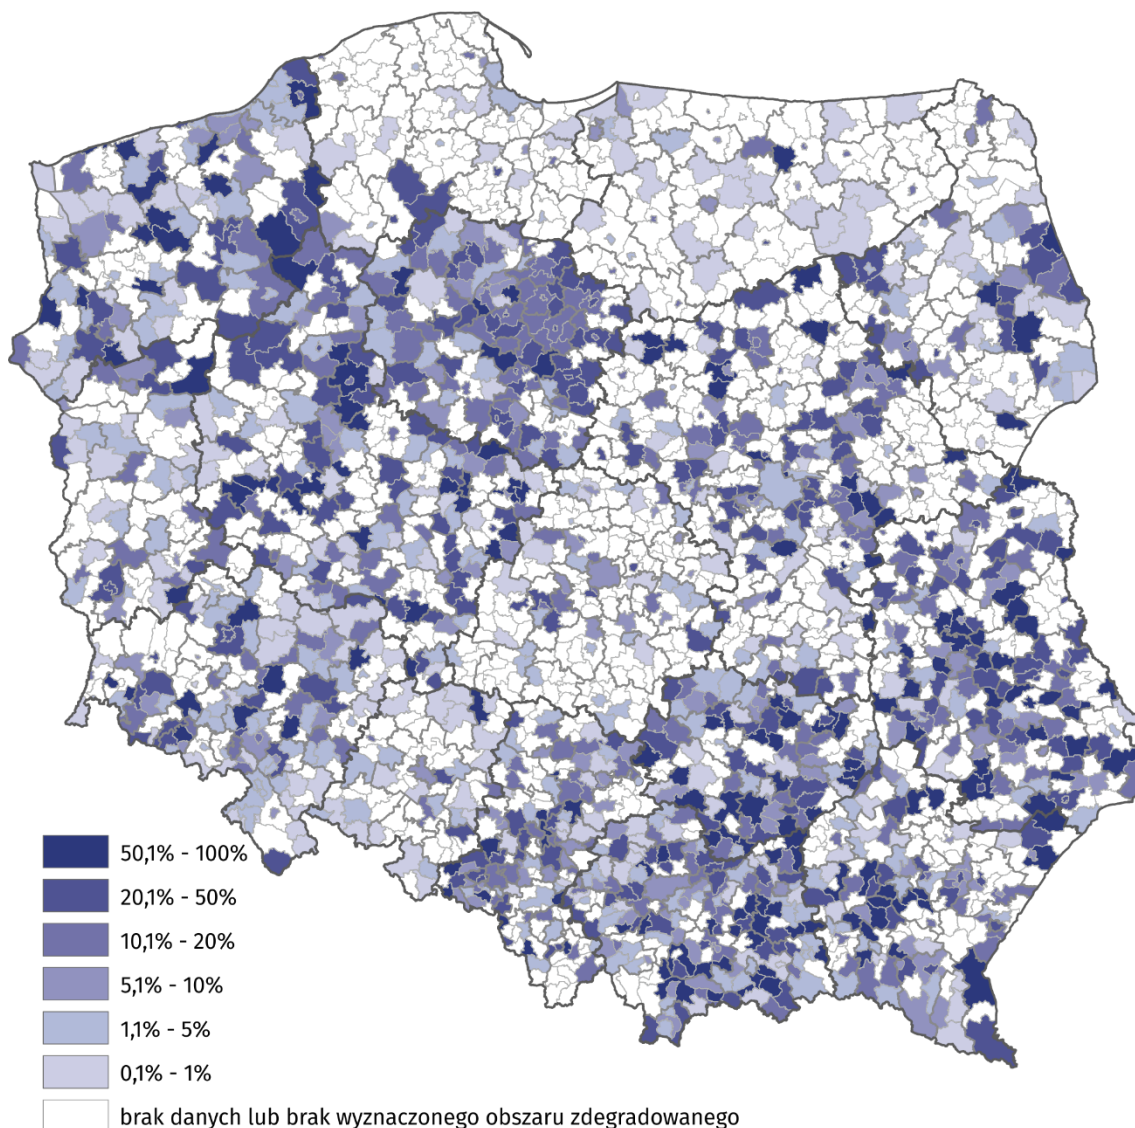 50,1% - 100%
20,1% - 50%
10,1% - 20%
5,1% - 10%
1,1% - 5%
0,1% - 1%
brak danych lub brak wyznaczonego obszaru zdegradowanego